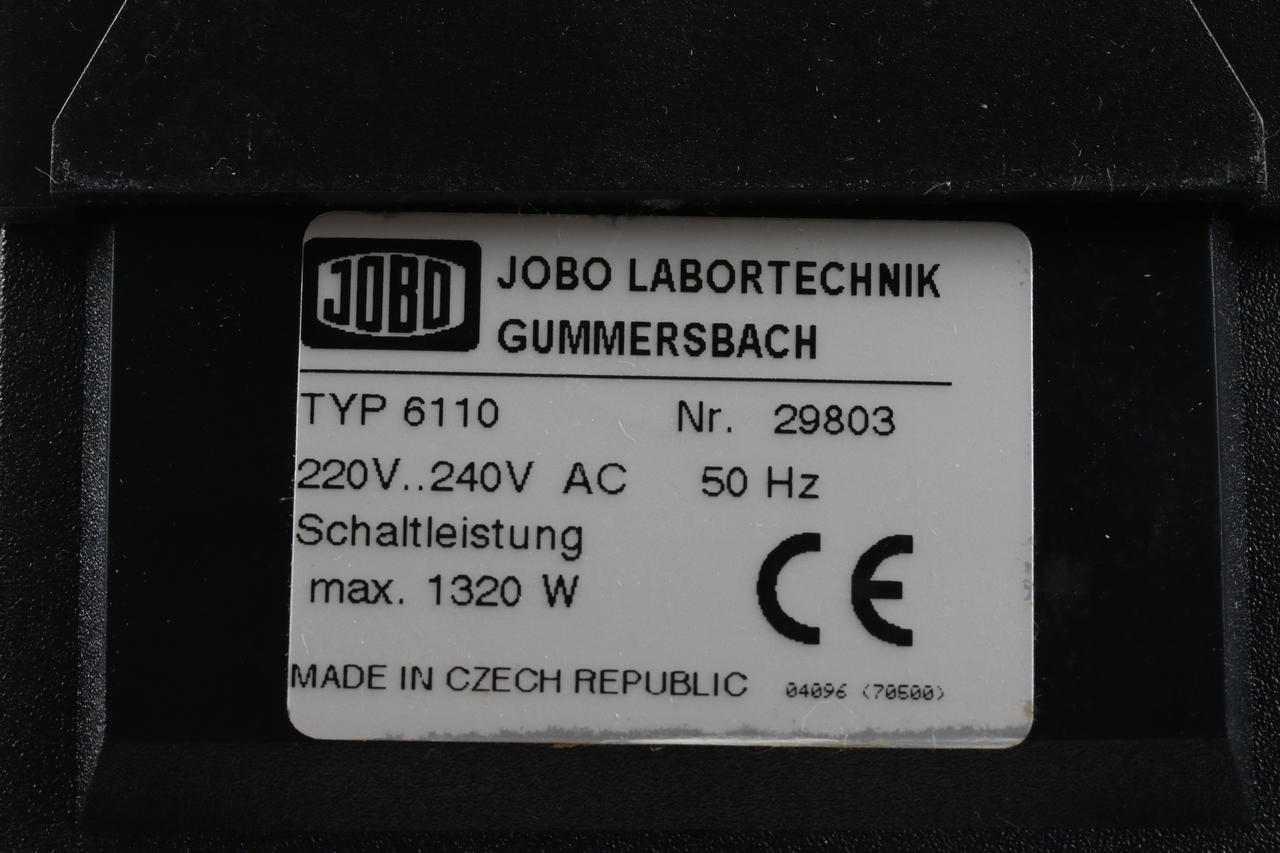 JOBO
JOBO LABORTECHNIK
GUMMERSBACH
TYP 6110 Nr. 29803
220V..240V AC 50 Hz
Schaltleistung
max. 1320 W
CE
MADE IN CZECH REPUBLIC 04096 (70500)